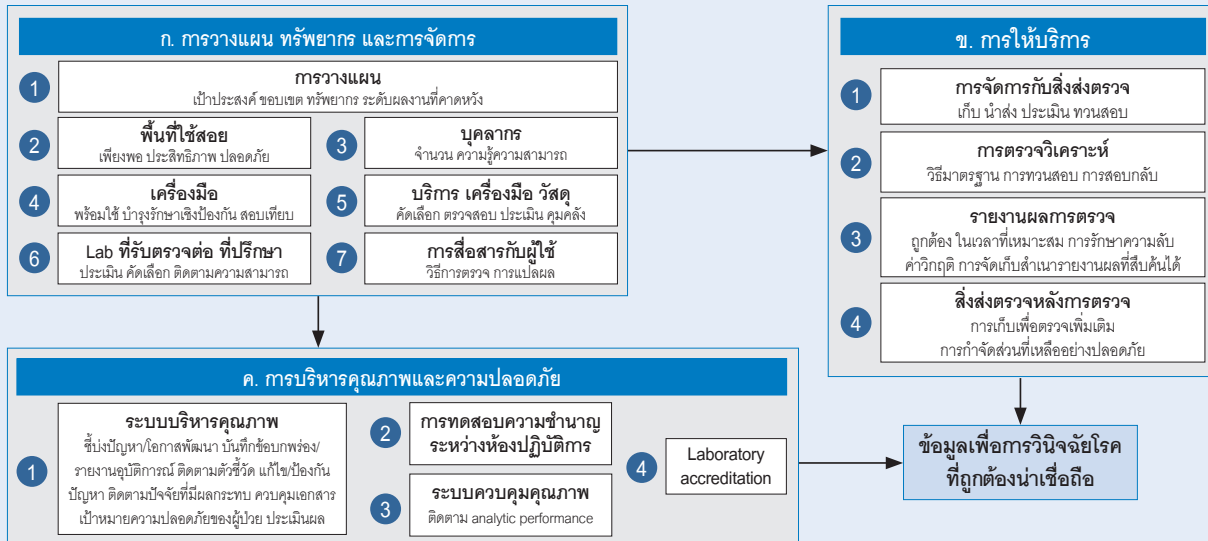 ก. การวางแผน ทรัพยากร และการจัดการ
1
การวางแผน
เป้าประสงค์ ขอบเขต ทรัพยากร ระดับผลงานที่คาดหวัง
2
พื้นที่ใช้สอย
เพียงพอ ประสิทธิภาพ ปลอดภัย
3
บุคลากร
จำนวน ความรู้ความสามารถ
4
เครื่องมือ
พร้อมใช้ บำรุงรักษาเชิงป้องกัน สอบเทียบ
5
บริการ เครื่องมือ วัสดุ
คัดเลือก ตรวจสอบ ประเมิน คุมคลัง
6
Lab ที่รับตรวจต่อ ที่ปรึกษา
ประเมิน คัดเลือก ติดตามความสามารถ
7
การสื่อสารกับผู้ใช้
วิธีการตรวจ การแปลผล
ข. การให้บริการ
1
การจัดการกับสิ่งส่งตรวจ
เก็บ นำส่ง ประเมิน ทวนสอบ
2
การตรวจวิเคราะห์
วิธีมาตรฐาน การทวนสอบ การสอบกลับ
3
รายงานผลการตรวจ
ถูกต้อง ในเวลาที่เหมาะสม การรักษาความลับ
ค่าวิกฤติ การจัดเก็บสำเนารายงานผลที่สืบค้นได้
4
สิ่งส่งตรวจหลังการตรวจ
การเก็บเพื่อตรวจเพิ่มเติม
การกำจัดส่วนที่เหลืออย่างปลอดภัย
ค. การบริหารคุณภาพและความปลอดภัย
1
ระบบบริหารคุณภาพ
ชี้บ่งปัญหา/โอกาสพัฒนา บันทึกข้อบกพร่อง/
รายงานอุบัติการณ์ ติดตามตัวชี้วัด แก้ไข/ป้องกัน
ปัญหา ติดตามปัจจัยที่มีผลกระทบ ควบคุมเอกสาร
เป้าหมายความปลอดภัยของผู้ป่วย ประเมินผล
2
การทดสอบความชำนาญ
ระหว่างห้องปฏิบัติการ
3
ระบบควบคุมคุณภาพ
ติดตาม analytic performance
4
Laboratory
accreditation
ข้อมูลเพื่อการวินิจฉัยโรค
ที่ถูกต้องน่าเชื่อถือ